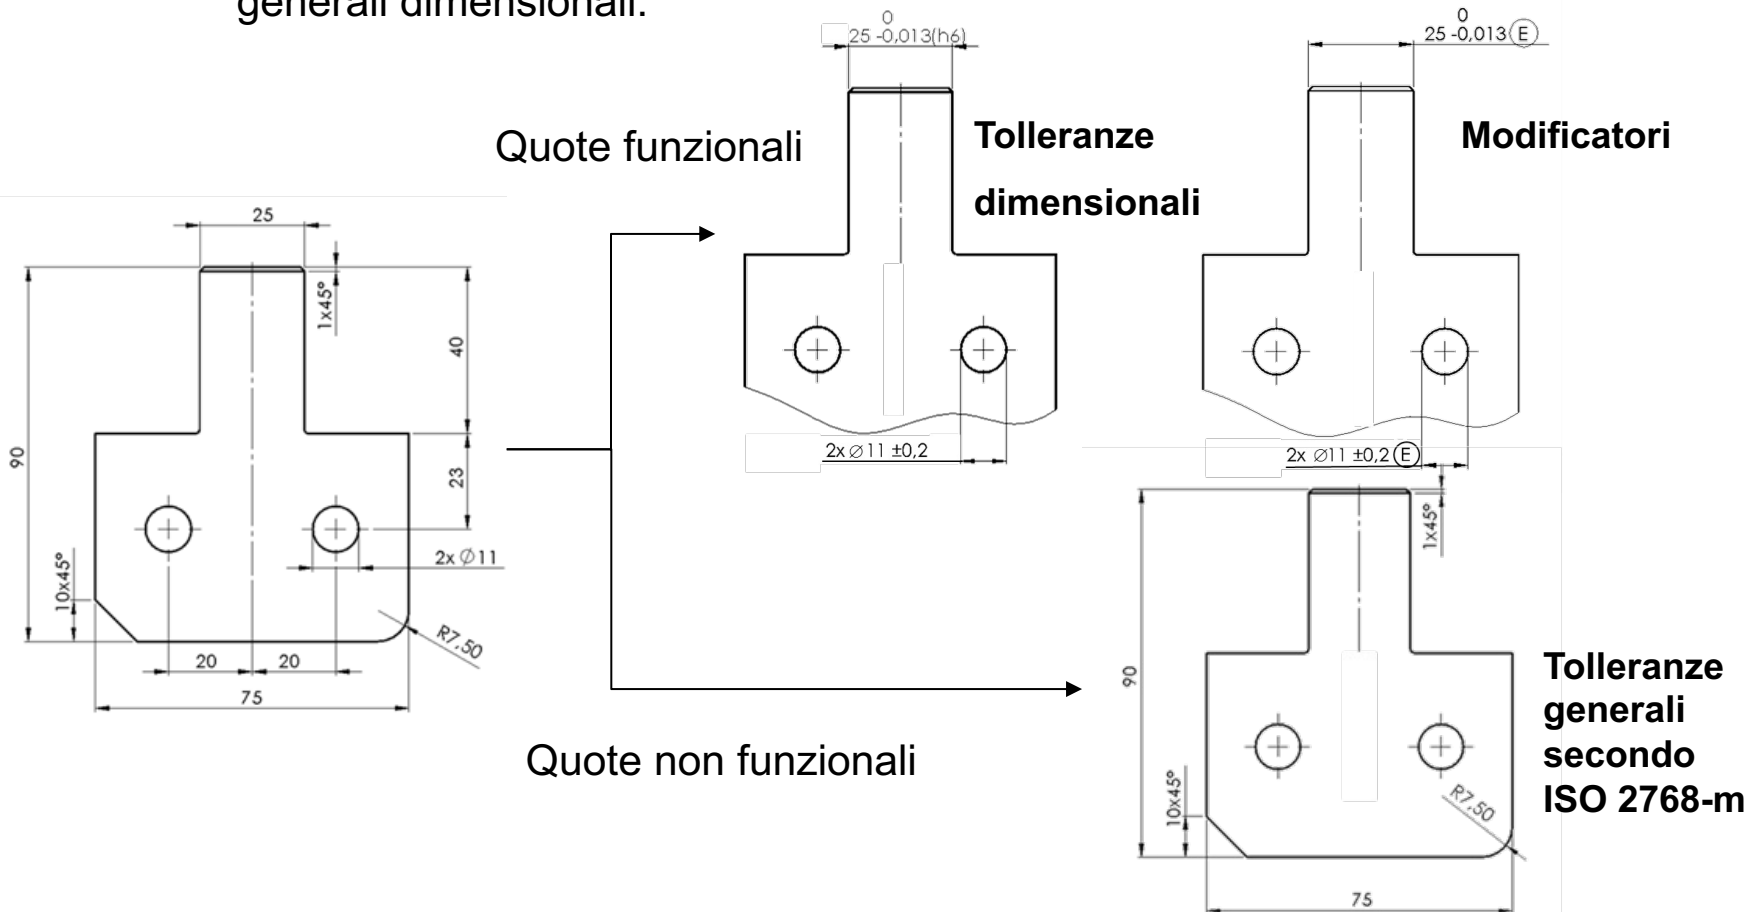 generali dimensionali.
0
25 -0,013(h6)
0
25 -0,013 Ⓔ
Quote funzionali
Tolleranze
dimensionali
Modificatori
25
1x45°
40
90
23
2x ∅11
10x45°
R7,50
20
20
75
2x ∅11 ±0,2
2x ∅11 ±0,2 Ⓔ
1x45°
90
10x45°
R7,50
75
Tolleranze
generali
secondo
ISO 2768-m
Quote non funzionali